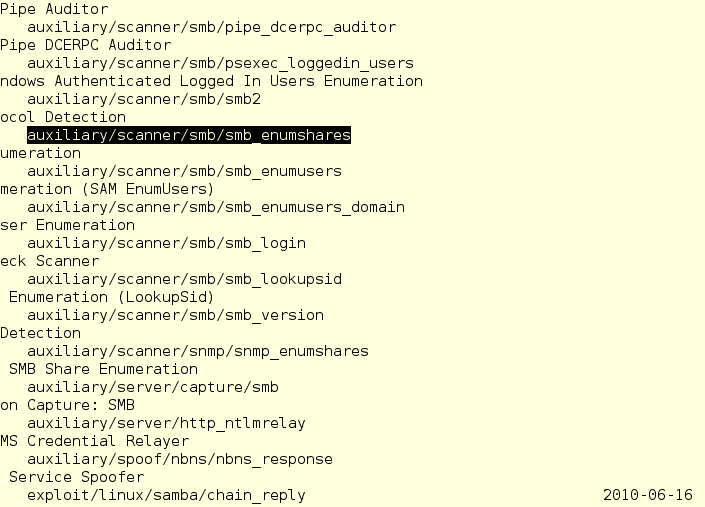 Pipe Auditor
auxiliary/scanner/smb/pipe_dcerpc_auditor
Pipe DCERPC Auditor
auxiliary/scanner/smb/psexec_loggedin_users
ndows Authenticated Logged In Users Enumeration
auxiliary/scanner/smb/smb2
ocol Detection
auxiliary/scanner/smb/smb_enumshares
umeration
auxiliary/scanner/smb/smb_enumusers
meration (SAM EnumUsers)
auxiliary/scanner/smb/smb_enumusers_domain
ser Enumeration
auxiliary/scanner/smb/smb_login
eck Scanner
auxiliary/scanner/smb/smb_lookupsid
Enumeration (LookupSid)
auxiliary/scanner/smb/smb_version
Detection
auxiliary/scanner/snmp/snmp_enumshares
SMB Share Enumeration
auxiliary/server/capture/smb
on Capture: SMB
auxiliary/server/http_ntlmrelay
MS Credential Relayer
auxiliary/spoof/nbns/nbns_response
Service Spoofer
exploit/linux/samba/chain_reply 2010-06-16